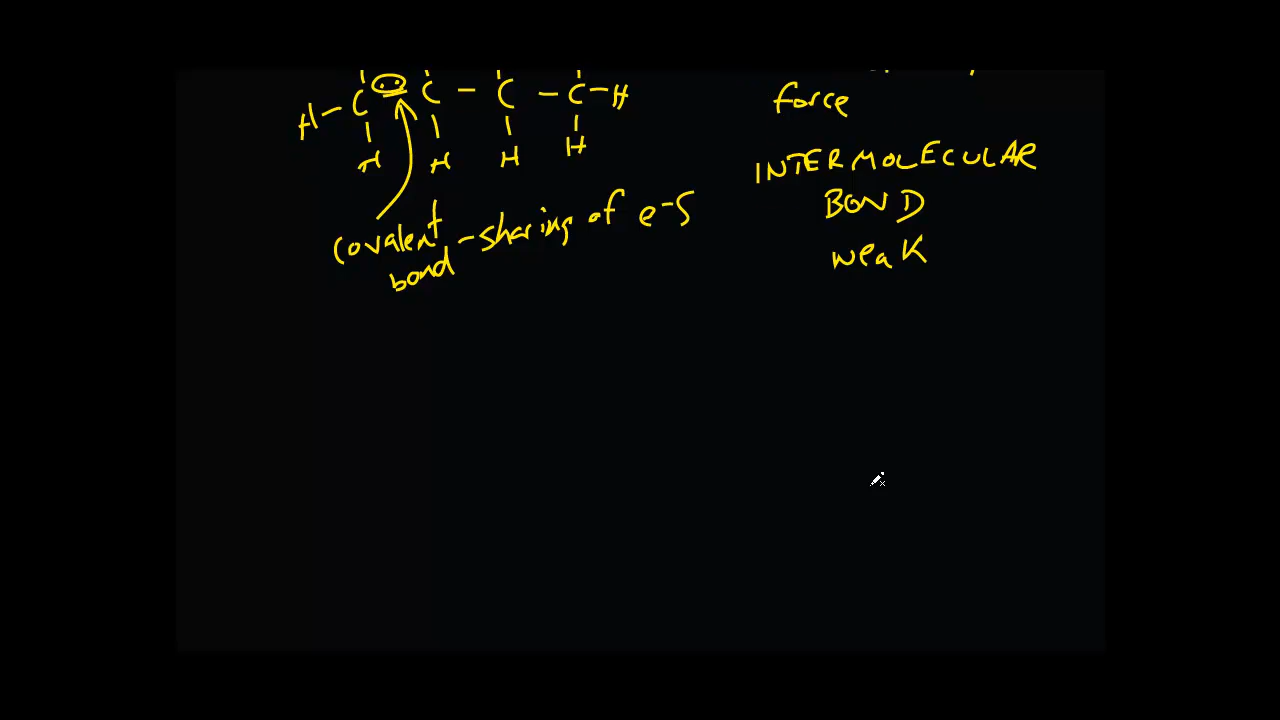 H–C C – C – C–H
H H H H
covalent bond – sharing of e-s
force
INTERMOLECULAR
BOND
weak